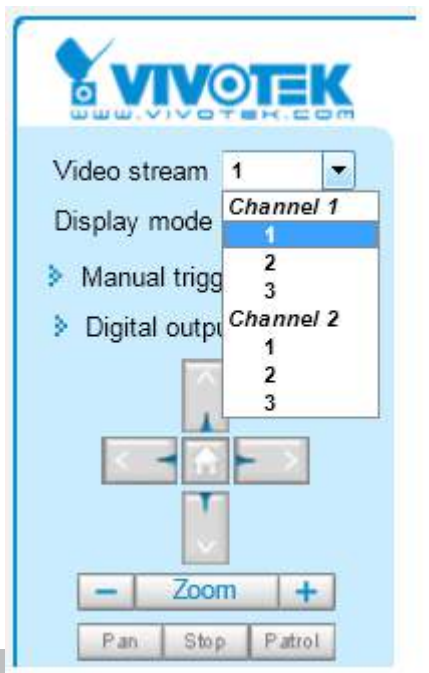 VIVOTEK
www.vivotek.com
Video stream 1
Display mode
Channel 1
1
2
3
Channel 2
1
2
3
Manual trigg
Digital outpu
Zoom
Pan Stop Patrol